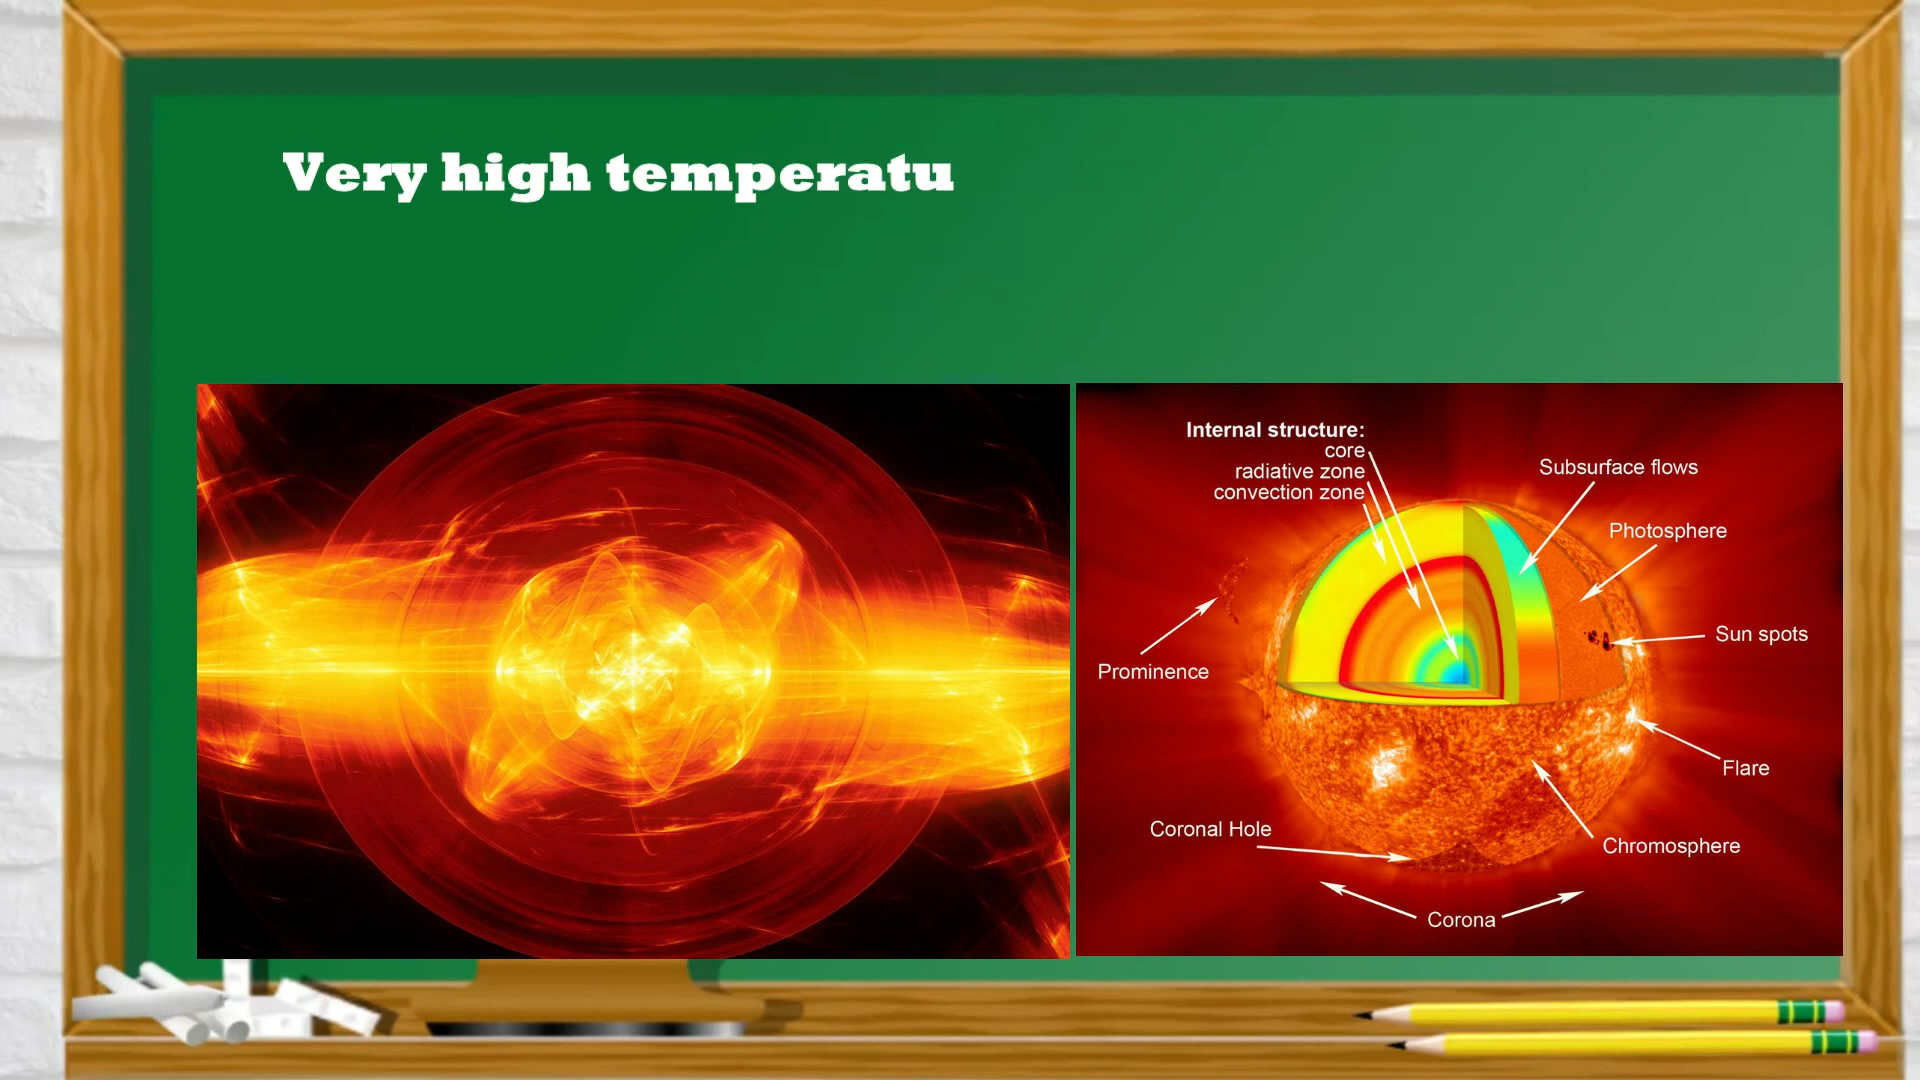 Very high temperatu
Internal structure:
core
radiative zone
convection zone
Subsurface flows
Photosphere
Sun spots
Prominence
Flare
Coronal Hole
Chromosphere
Corona